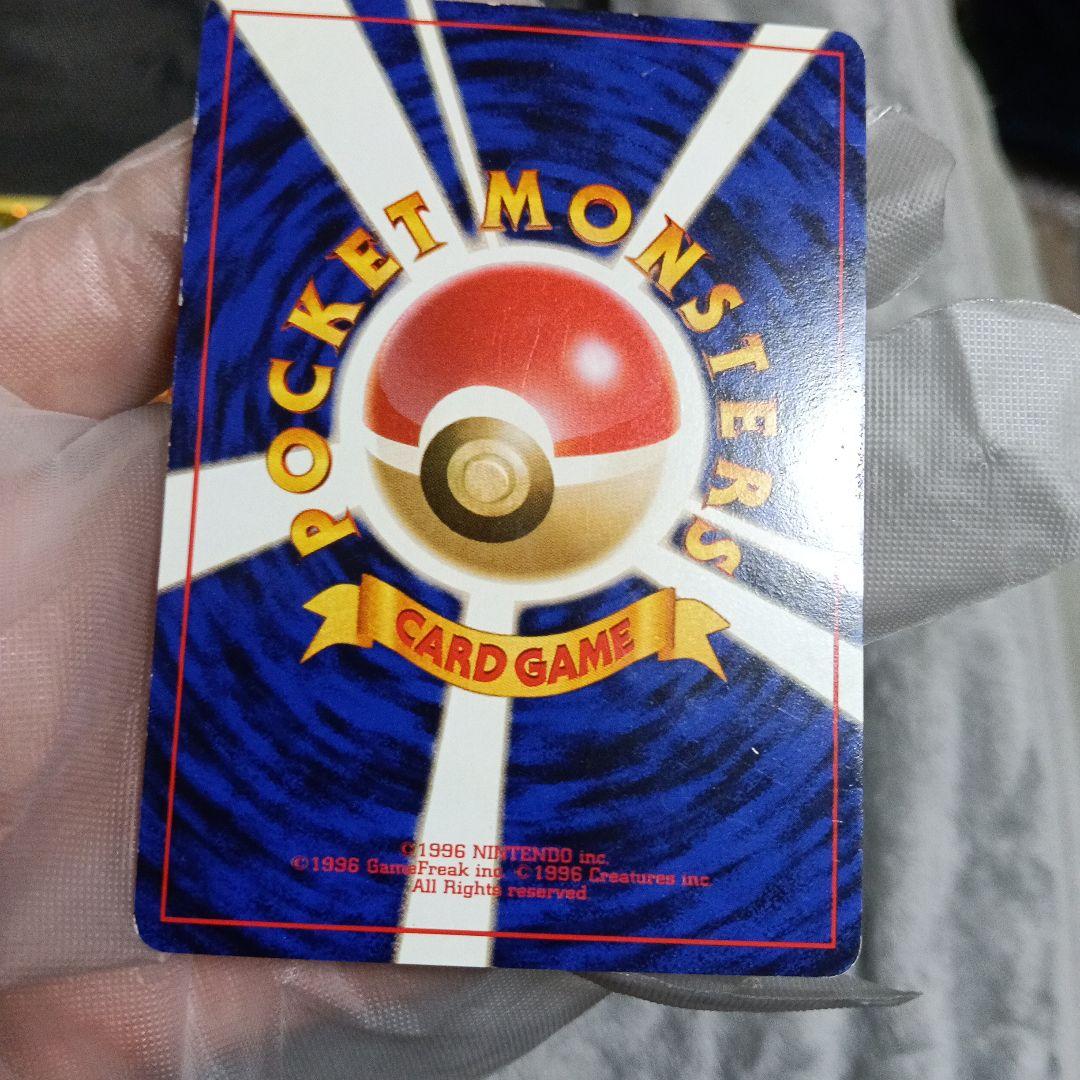 POCKET MONSTERS
CARD GAME
©1996 NINTENDO inc.
©1996 GameFreak inc. ©1996 Creatures inc.
All Rights reserved.